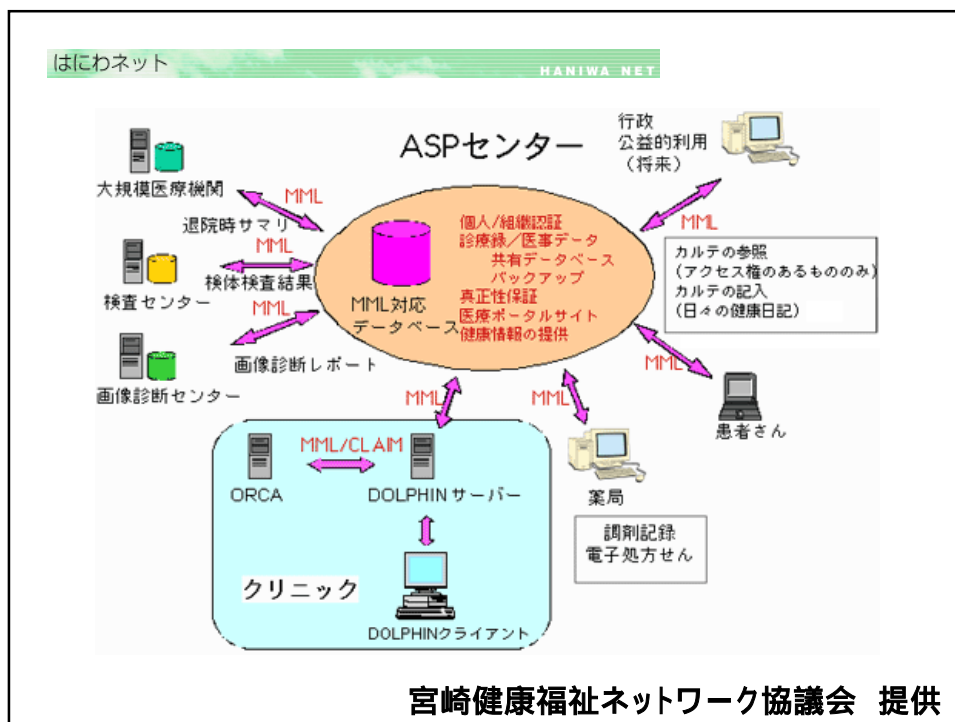 はにわネット
HANIWA NET
ASPセンター
行政
公益的利用
(将来)
大規模医療機関
MML
退院時サマリ
MML
検体検査結果
検査センター
MML
画像診断レポート
画像診断センター
MML対応
データベース
個人/組織認証
診療録/医事データ
共有データベース
バックアップ
真正性保証
医療ポータルサイト
健康情報の提供
MML
カルテの参照
(アクセス権のあるもののみ)
カルテの記入
(日々の健康日記)
MML
患者さん
MML
MML
MML/CLAIM
ORCA
DOLPHINサーバー
クリニック
DOLPHINクライアント
薬局
調剤記録
電子処方せん
宮崎健康福祉ネットワーク協議会 提供